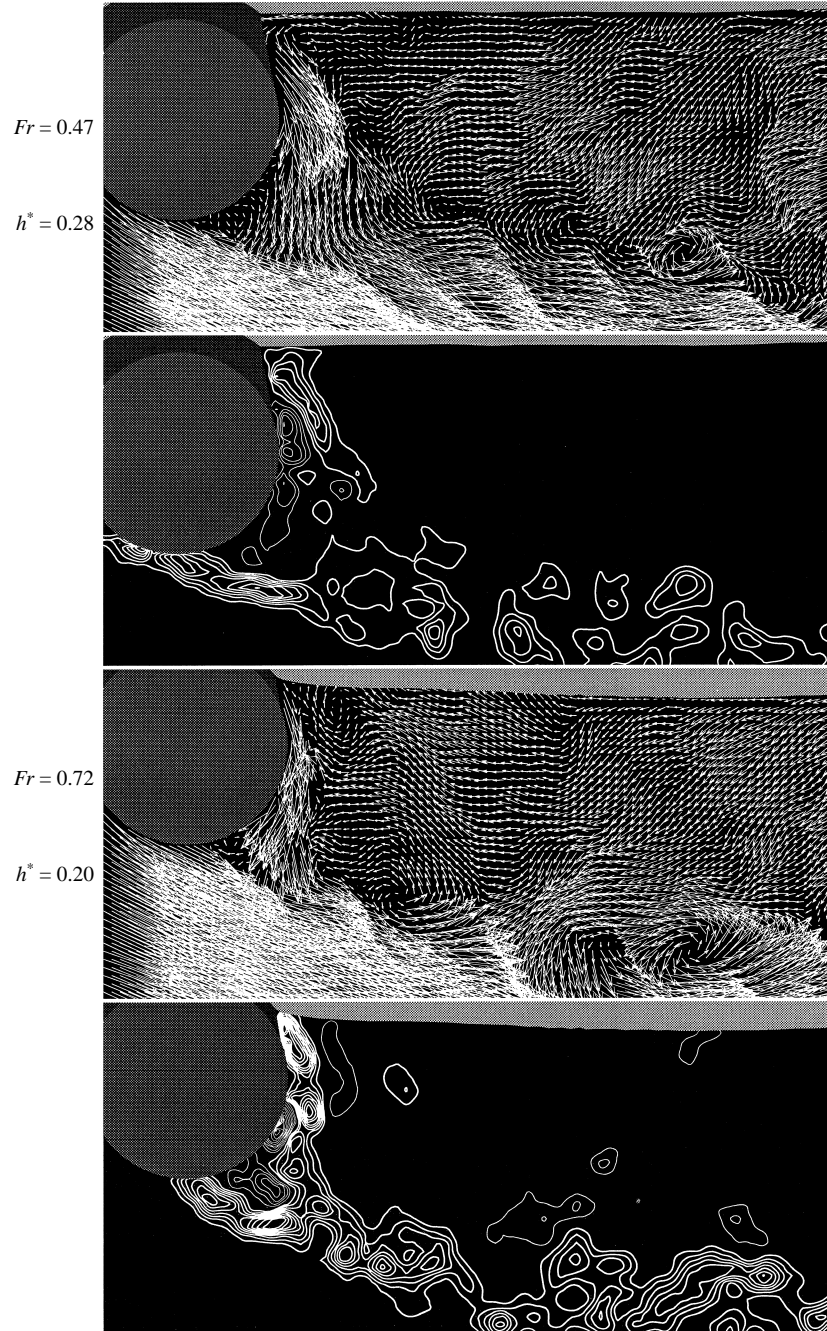 Fr = 0.47
h* = 0.28
Fr = 0.72
h* = 0.20